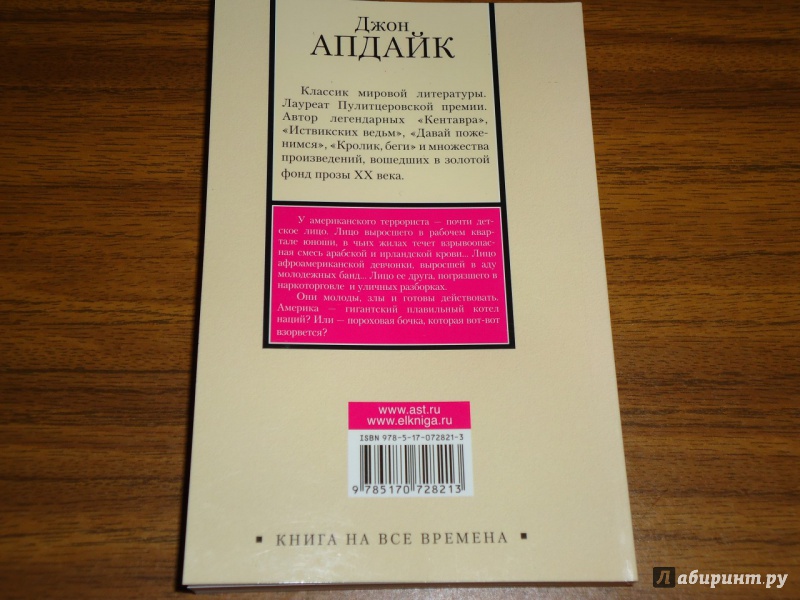 Джон
АПДАЙК
Классик мировой литературы.
Лауреат Пулитцеровской премии.
Автор легендарных «Кентавра»,
«Иствикских ведьм», «Давай поже-
нимся», «Кролик, беги» и множества
произведений, вошедших в золотой
фонд прозы XX века.
У американского террориста — почти дет-
ское лицо. Лицо выросшего в рабочем квар-
тале юноши, в чьих жилах течет взрывоопас-
ная смесь арабской и ирландской крови... Лицо
афроамериканской девчонки, выросшей в аду
молодежных банд... Лицо ее друга, погрязшего в
наркоторговле и уличных разборках.
Они молоды, злы и готовы действовать.
Америка — гигантский плавильный котел
наций? Или — пороховая бочка, которая вот-вот
взорвется?
www.ast.ru
www.elkniga.ru
ISBN 978-5-17-072821-3
9 785170 728213
КНИГА НА ВСЕ ВРЕМЕНА
Лабиринт.ру